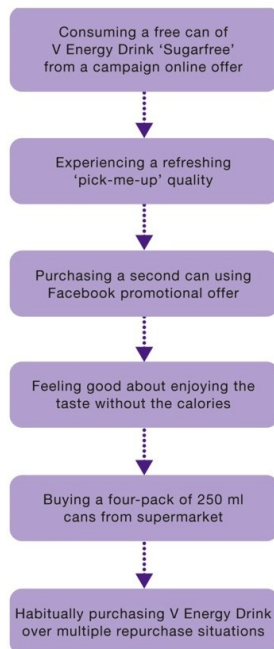 Consuming a free can of
V Energy Drink ‘Sugarfree’
from a campaign online offer
Experiencing a refreshing
‘pick-me-up’ quality
Purchasing a second can using
Facebook promotional offer
Feeling good about enjoying the
taste without the calories
Buying a four-pack of 250 ml
cans from supermarket
Habitually purchasing V Energy Drink
over multiple repurchase situations